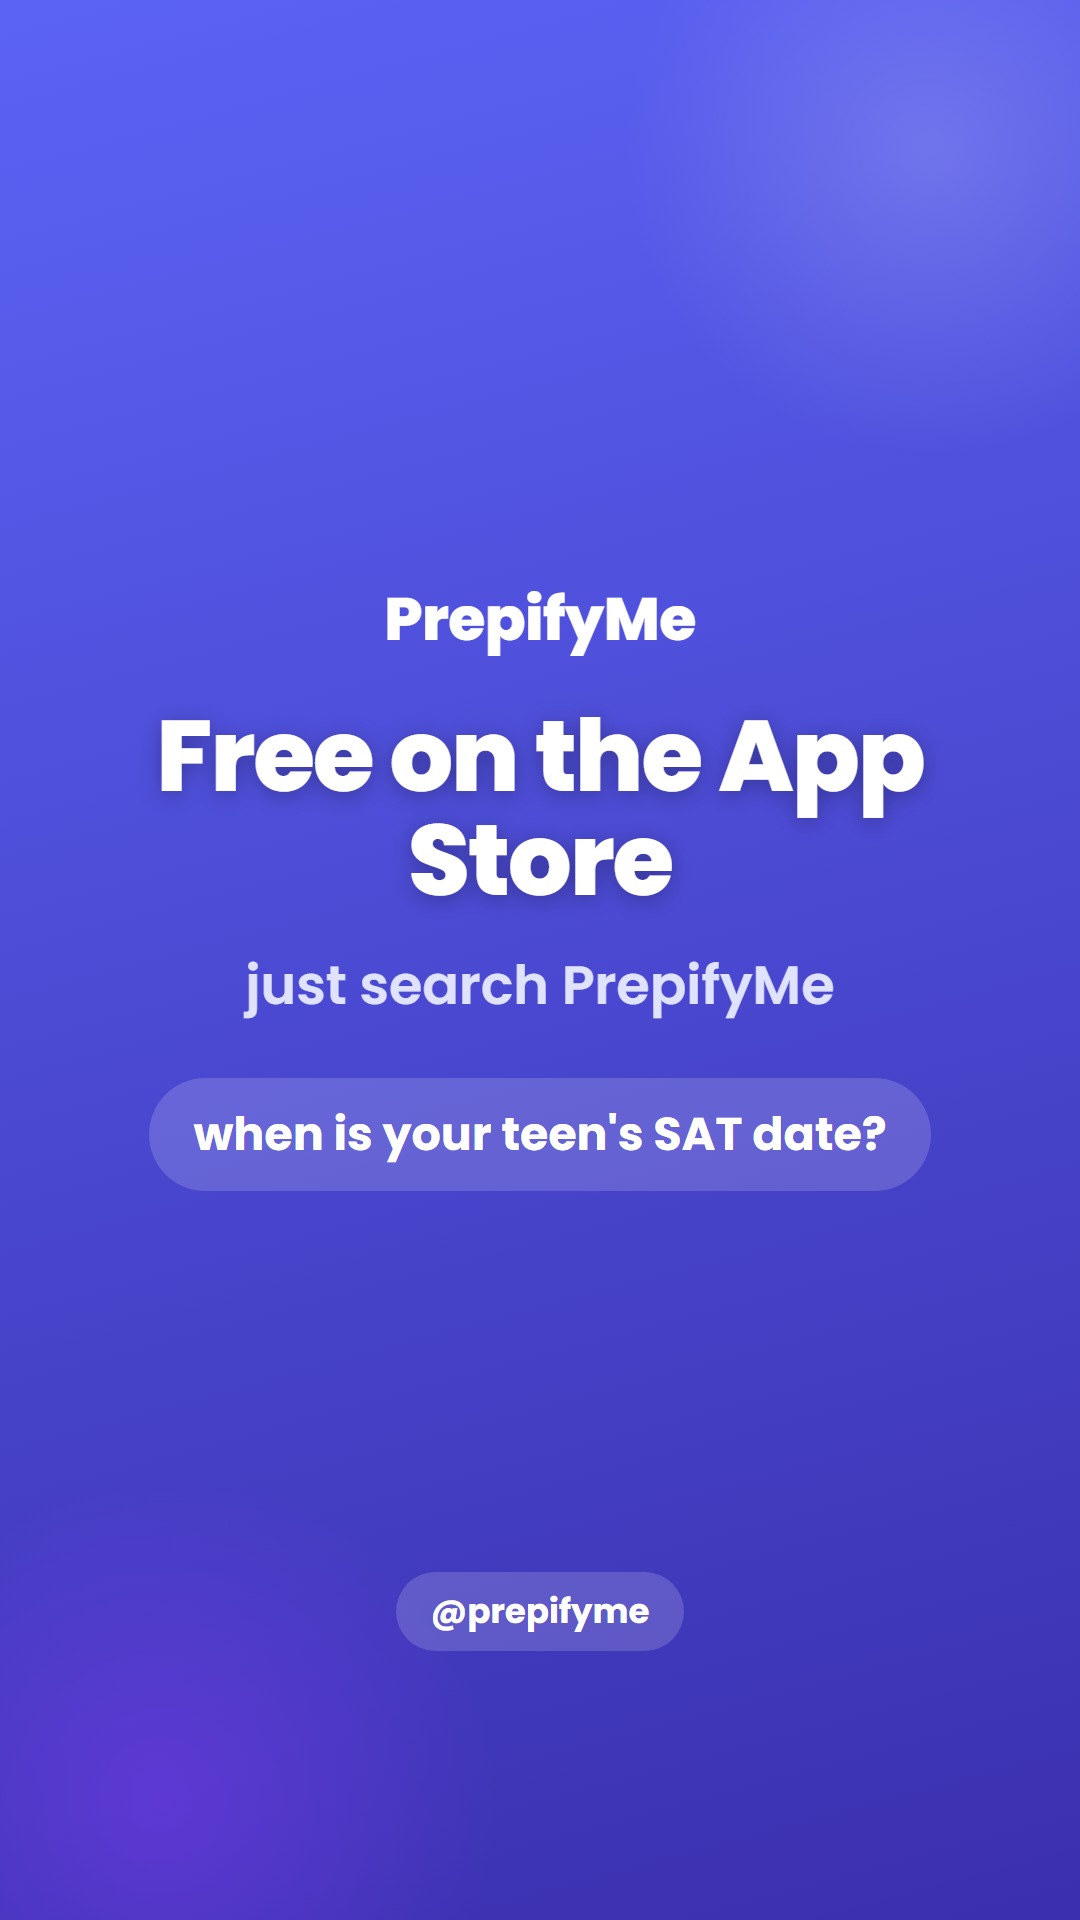 PrepifyMe
Free on the App
Store
just search PrepifyMe
when is your teen's SAT date?
@prepifyme